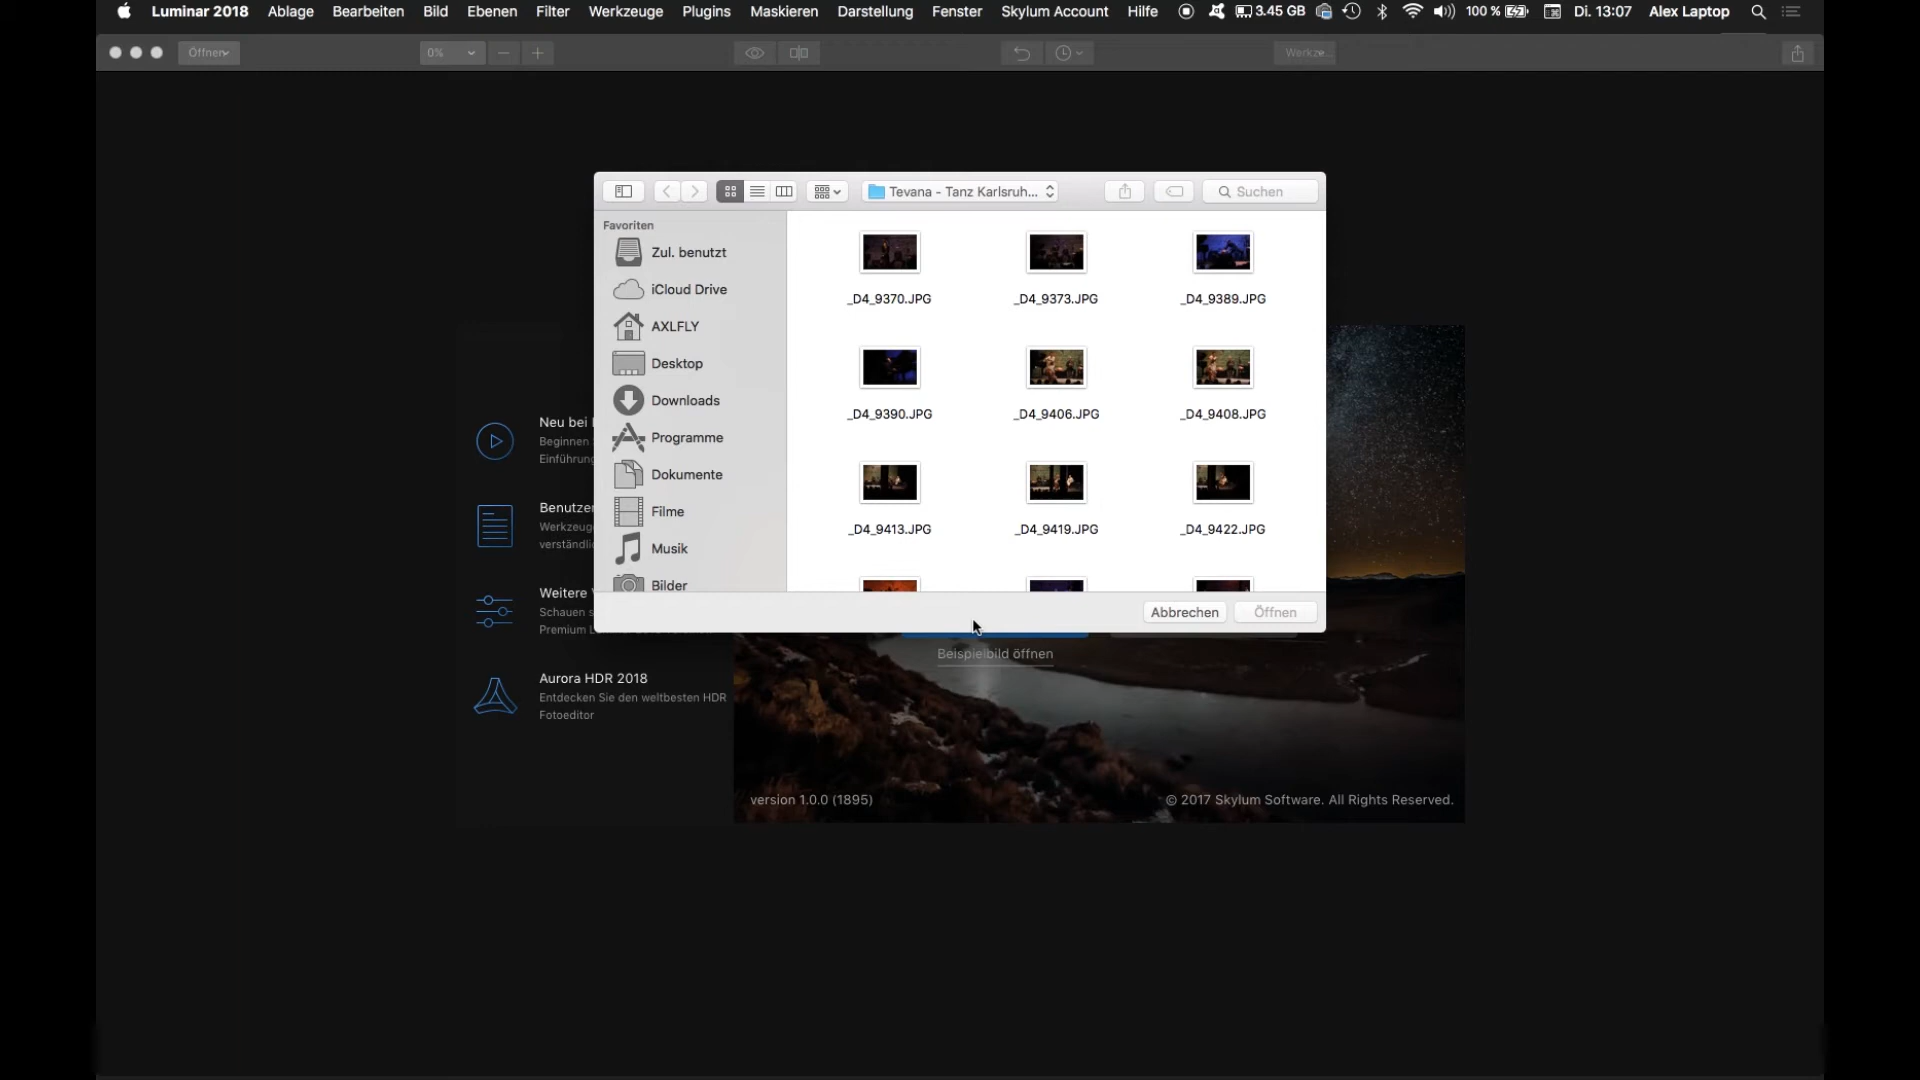 Luminar 2018 Ablage Bearbeiten Bild Ebenen Filter Werkzeuge Plugins Maskieren Darstellung Fenster Skylum Account Hilfe 3.45 GB 100 % Di. 13:07 Alex Laptop
Öffnen 0% Werkze...
Tevana - Tanz Karlsruh... Suchen
Favoriten
Zul. benutzt
iCloud Drive
AXLFLY
Desktop
Downloads
Programme
Dokumente
Filme
Musik
Bilder
_D4_9370.JPG _D4_9373.JPG _D4_9389.JPG
_D4_9390.JPG _D4_9406.JPG _D4_9408.JPG
_D4_9413.JPG _D4_9419.JPG _D4_9422.JPG
Abbrechen Öffnen
Neu bei
Beginnen
Einführung
Benutzer
Werkzeug
verständli
Weitere
Schauen s
Premium L
Aurora HDR 2018
Entdecken Sie den weltbesten HDR
Fotoeditor
Beispielbild öffnen
version 1.0.0 (1895) © 2017 Skylum Software. All Rights Reserved.